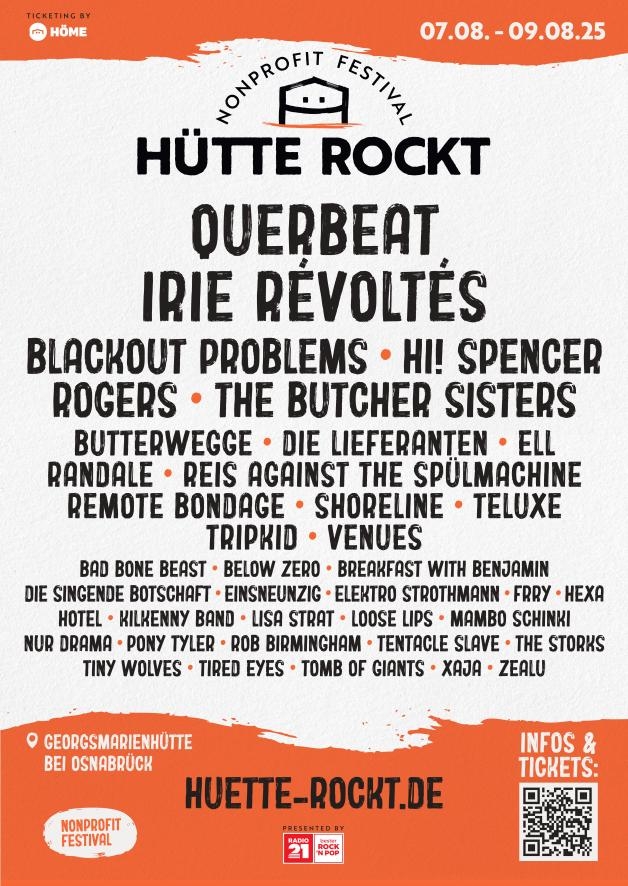 TICKETING BY
HÖME
07.08. - 09.08.25
NONPROFIT FESTIVAL
HÜTTE ROCKT
QUERBEAT
IRIE RÉVOLTÉS
BLACKOUT PROBLEMS • HI! SPENCER
ROGERS • THE BUTCHER SISTERS
BUTTERWEGGE • DIE LIEFERANTEN • ELL
RANDALE • REIS AGAINST THE SPÜLMACHINE
REMOTE BONDAGE • SHORELINE • TELUXE
TRIPKID • VENUES
BAD BONE BEAST • BELOW ZERO • BREAKFAST WITH BENJAMIN
DIE SINGENDE BOTSCHAFT • EINSNEUNZIG • ELEKTRO STROTHMANN • FRRY • HEXA
HOTEL • KILKENNY BAND • LISA STRAT • LOOSE LIPS • MAMBO SCHINKI
NUR DRAMA • PONY TYLER • ROB BIRMINGHAM • TENTACLE SLAVE • THE STORKS
TINY WOLVES • TIRED EYES • TOMB OF GIANTS • XAJA • ZEALU
GEORGSMARIENHÜTTE
BEI OSNABRÜCK
INFOS &
TICKETS:
HUETTE-ROCKT.DE
NONPROFIT
FESTIVAL
PRESENTED BY
RADIO
21
bester
ROCK
'N POP